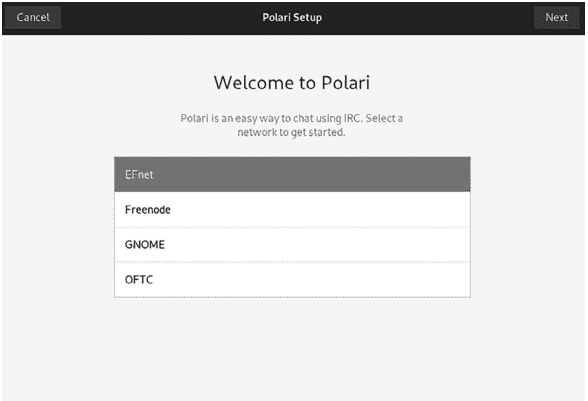 Cancel
Polari Setup
Next
Welcome to Polari
Polari is an easy way to chat using IRC. Select a
network to get started.
EFnet
Freenode
GNOME
OFTC